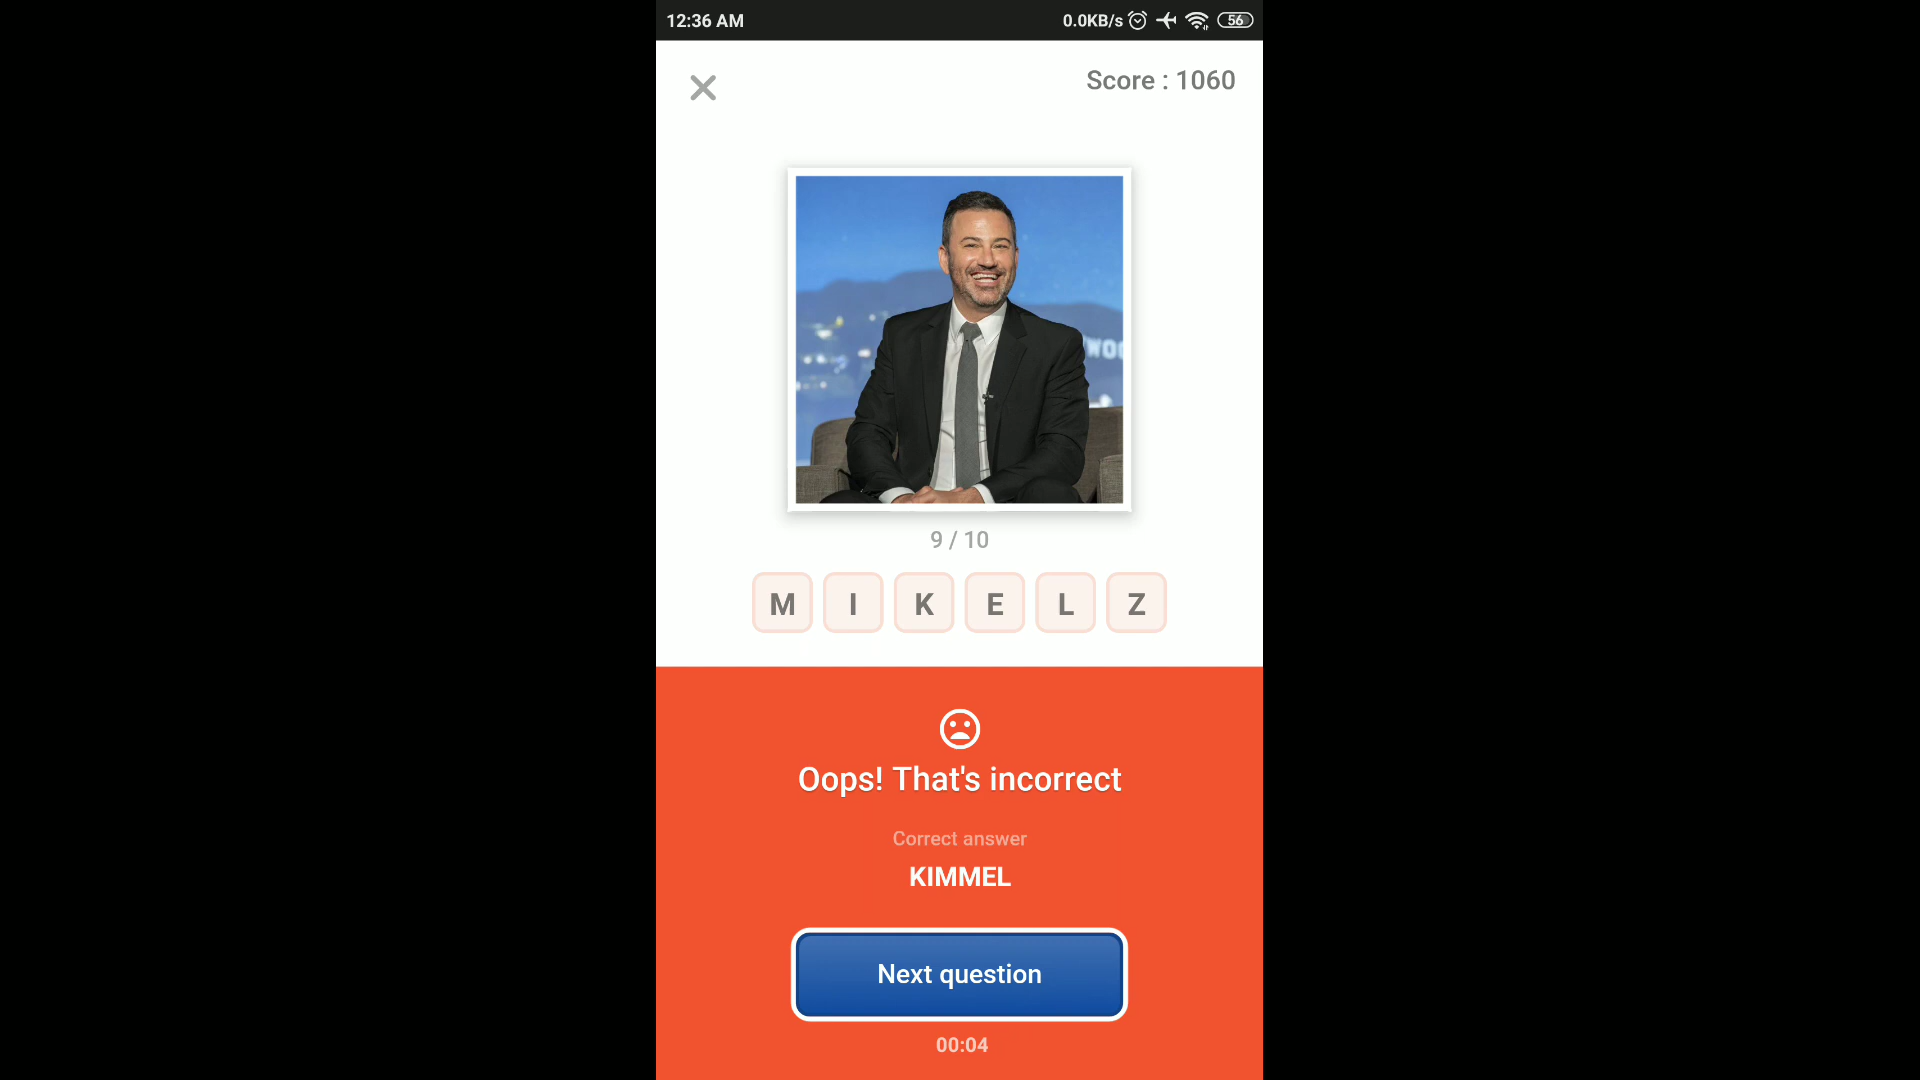 12:36 AM 0.0KB/s 56
Score : 1060
WOO
9 / 10
M I K E L Z
Oops! That's incorrect
Correct answer
KIMMEL
Next question
00:04